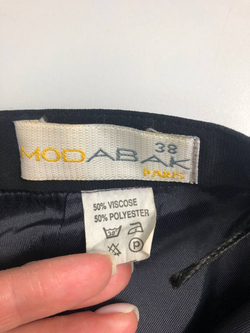 38
MODABAK
PARIS
50% VISCOSE
50% POLYESTER